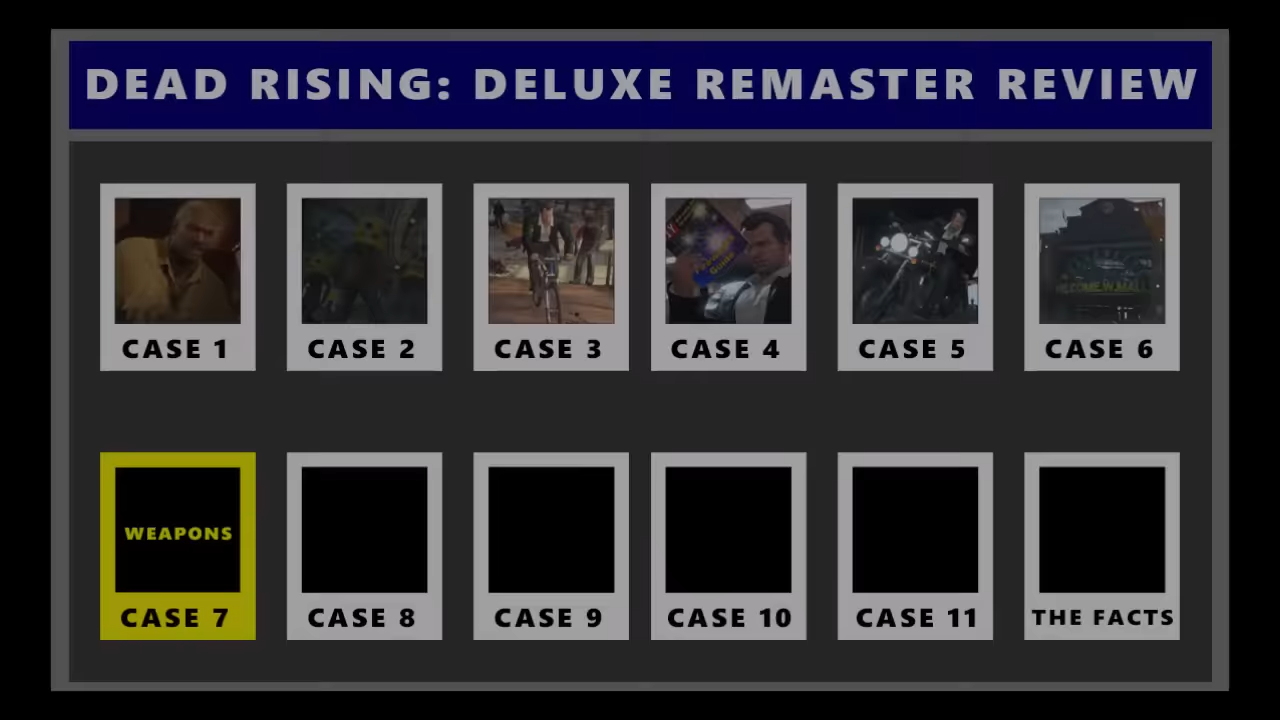 DEAD RISING: DELUXE REMASTER REVIEW
CASE 1
CASE 2
CASE 3
CASE 4
CASE 5
CASE 6
WEAPONS
CASE 7
CASE 8
CASE 9
CASE 10
CASE 11
THE FACTS